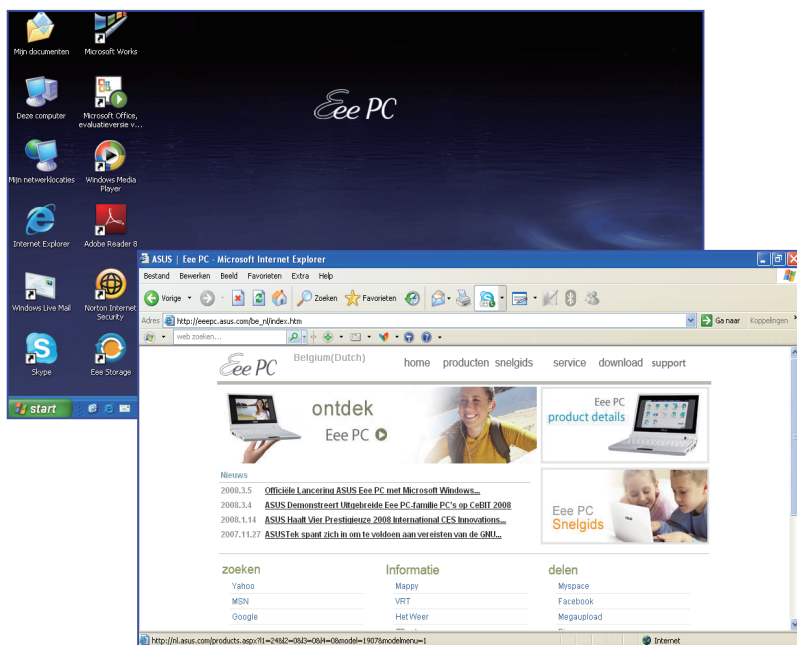 Mijn documenten
Microsoft Works
Eee PC
Deze computer
Microsoft Office,
evaluatieversie v...
Mijn netwerklocaties
Windows Media
Player
Internet Explorer
Adobe Reader 8
Windows Live Mail
Norton Internet
Security
Skype
Eee Storage
start
ASUS | Eee PC - Microsoft Internet Explorer
Bestand Bewerken Beeld Favorieten Extra Help
Vorige Zoeken Favorieten
Adres http://eeepc.asus.com/be_nl/index.htm Ga naar Koppelingen
web zoeken...
Eee PC Belgium(Dutch) home producten snelgids service download support
ontdek
Eee PC
Eee PC
product details
Nieuws
2008.3.5 Officiële Lancering ASUS Eee PC met Microsoft Windows...
2008.3.4 ASUS Demonstreert Uitgebreide Eee PC-familie PC's op CeBIT 2008
2008.1.14 ASUS Haalt Vier Prestigieuze 2008 International CES Innovations...
2007.11.27 ASUSTek spant zich in om te voldoen aan vereisten van de GNU...
Eee PC
Snelgids
zoeken Informatie delen
Yahoo Mappy Myspace
MSN VRT Facebook
Google Het Weer Megaupload
http://nl.asus.com/products.aspx?l1=24&l2=0&l3=0&l4=0&model=1907&modelmenu=1 Internet